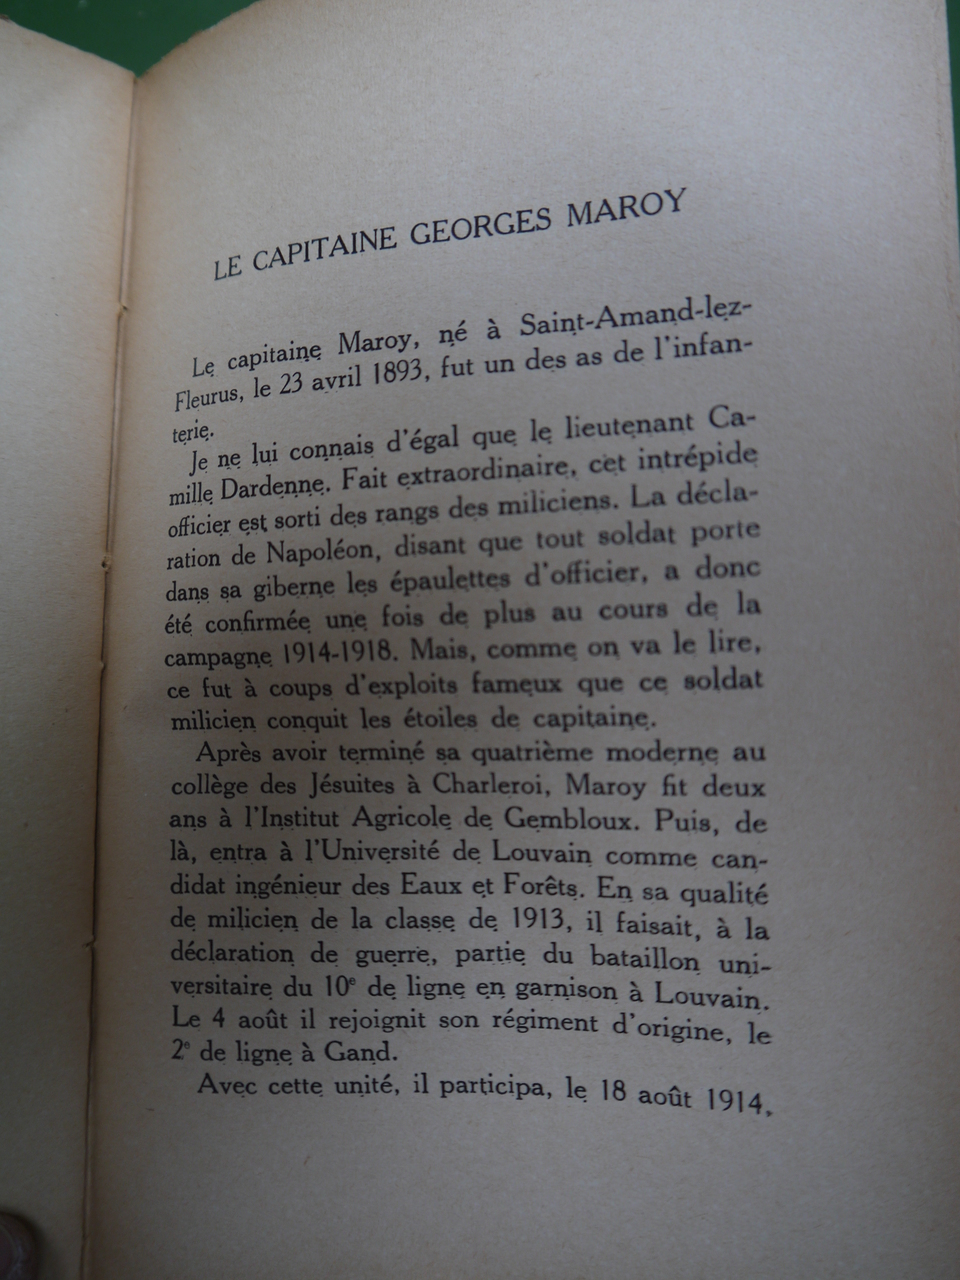 LE CAPITAINE GEORGES MAROY
Le capitaine Maroy, né à Saint-Amand-lez-
Fleurus, le 23 avril 1893, fut un des as de l'infan-
terie.
Je ne lui connais d'égal que le lieutenant Ca-
mille Dardenne. Fait extraordinaire, cet intrépide
officier est sorti des rangs des miliciens. La décla-
ration de Napoléon, disant que tout soldat porte
dans sa giberne les épaulettes d'officier, a donc
été confirmée une fois de plus au cours de la
campagne 1914-1918. Mais, comme on va le lire,
ce fut à coups d'exploits fameux que ce soldat
milicien conquit les étoiles de capitaine.
Après avoir terminé sa quatrième moderne au
collège des Jésuites à Charleroi, Maroy fit deux
ans à l'Institut Agricole de Gembloux. Puis, de
là, entra à l'Université de Louvain comme can-
didat ingénieur des Eaux et Forêts. En sa qualité
de milicien de la classe de 1913, il faisait, à la
déclaration de guerre, partie du bataillon uni-
versitaire du 10e de ligne en garnison à Louvain.
Le 4 août il rejoignit son régiment d'origine, le
2e de ligne à Gand.
Avec cette unité, il participa, le 18 août 1914,